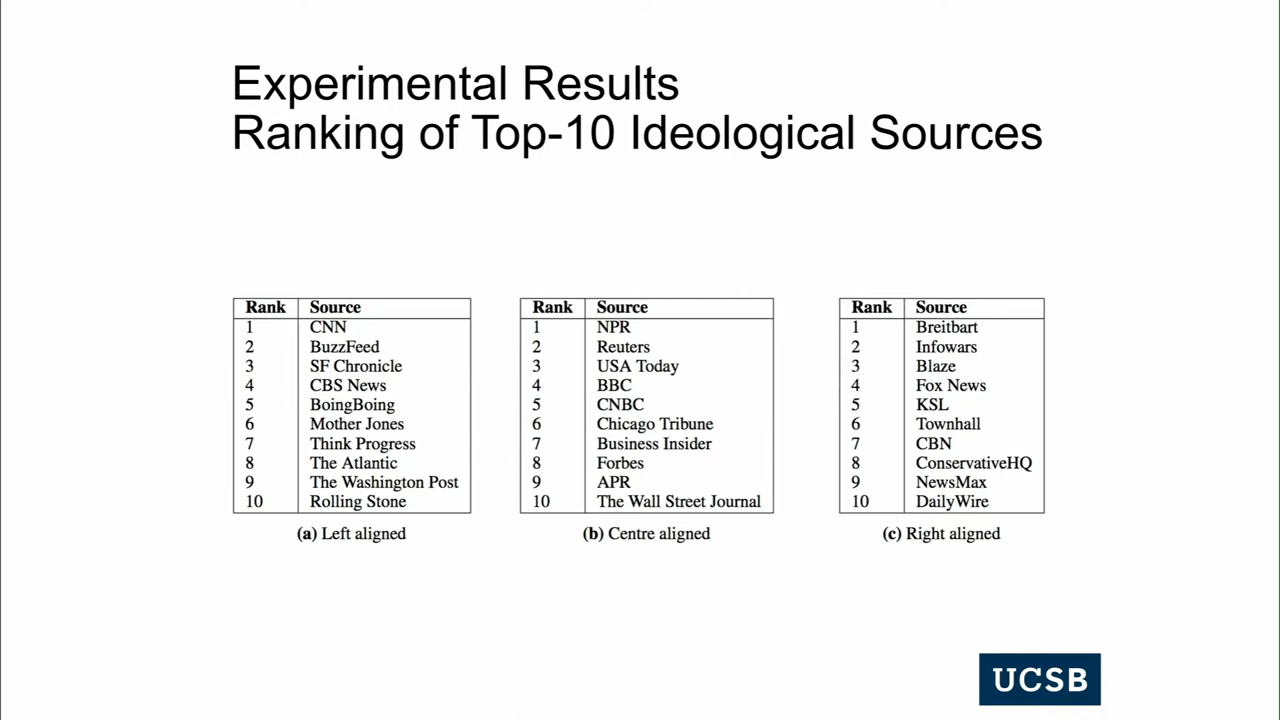 Experimental Results
Ranking of Top-10 Ideological Sources
Rank Source
1 CNN
2 BuzzFeed
3 SF Chronicle
4 CBS News
5 BoingBoing
6 Mother Jones
7 Think Progress
8 The Atlantic
9 The Washington Post
10 Rolling Stone
(a) Left aligned
Rank Source
1 NPR
2 Reuters
3 USA Today
4 BBC
5 CNBC
6 Chicago Tribune
7 Business Insider
8 Forbes
9 APR
10 The Wall Street Journal
(b) Centre aligned
Rank Source
1 Breitbart
2 Infowars
3 Blaze
4 Fox News
5 KSL
6 Townhall
7 CBN
8 ConservativeHQ
9 NewsMax
10 DailyWire
(c) Right aligned
UCSB